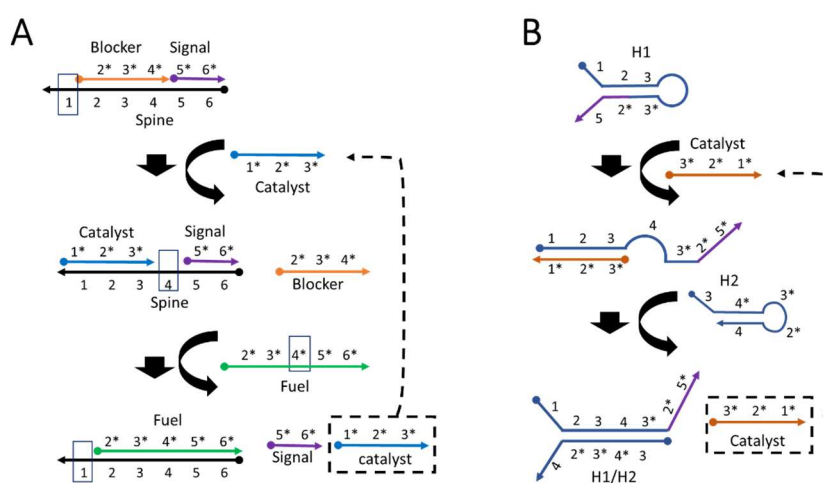 A
Blocker Signal
2* 3* 4* 5* 6*
1 2 3 4 5 6
Spine
1* 2* 3*
Catalyst
Catalyst Signal
1* 2* 3* 5* 6*
2* 3* 4*
1 2 3 4 5 6
Blocker
Spine
2* 3* 4* 5* 6*
Fuel
Fuel
2* 3* 4* 5* 6*
5* 6*
1* 2* 3*
1 2 3 4 5 6
Signal
catalyst
B
H1
1 2 3
5 2* 3*
Catalyst
3* 2* 1*
1 2 3 4 3* 2* 5*
1* 2* 3*
H2
3 4* 3*
4 2*
1 2 3 4 3* 2* 5*
4 2* 3* 4* 3
H1/H2
3* 2* 1*
Catalyst